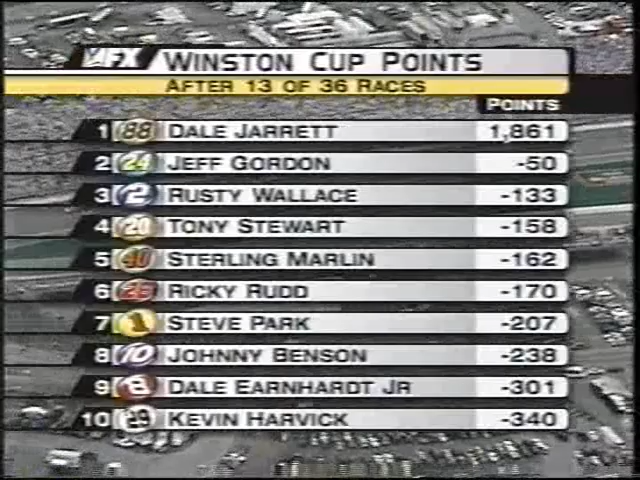 NFX WINSTON CUP POINTS
AFTER 13 OF 36 RACES
POINTS
1 88 DALE JARRETT 1,861
2 24 JEFF GORDON -50
3 2 RUSTY WALLACE -133
4 20 TONY STEWART -158
5 40 STERLING MARLIN -162
6 28 RICKY RUDD -170
7 1 STEVE PARK -207
8 10 JOHNNY BENSON -238
9 8 DALE EARNHARDT JR -301
10 29 KEVIN HARVICK -340